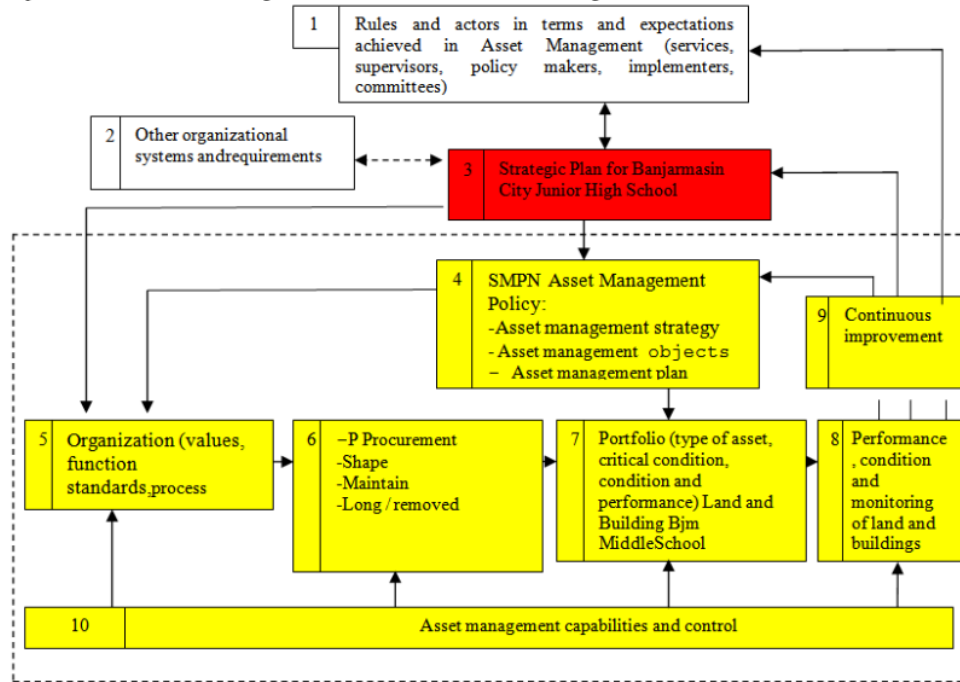 1
Rules and actors in terms and expectations
achieved in Asset Management (services,
supervisors, policy makers, implementers,
committees)
2
Other organizational
systems andrequirements
3
Strategic Plan for Banjarmasin
City Junior High School
4
SMPN Asset Management
Policy:
-Asset management strategy
-Asset management objects
– Asset management plan
9
Continuous
improvement
5
Organization (values,
function
standards,process
6
–P Procurement
-Shape
-Maintain
-Long / removed
7
Portfolio (type of asset,
critical condition,
condition and
performance) Land and
Building Bjm
MiddleSchool
8
Performance
, condition
and
monitoring
of land and
buildings
10
Asset management capabilities and control